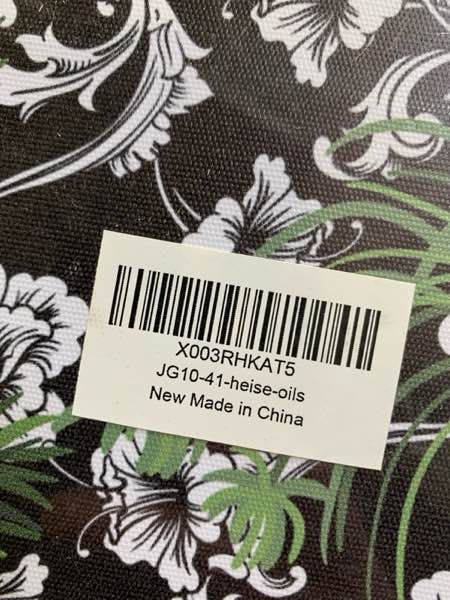 X003RHKAT5
JG10-41-heise-oils
New Made in China